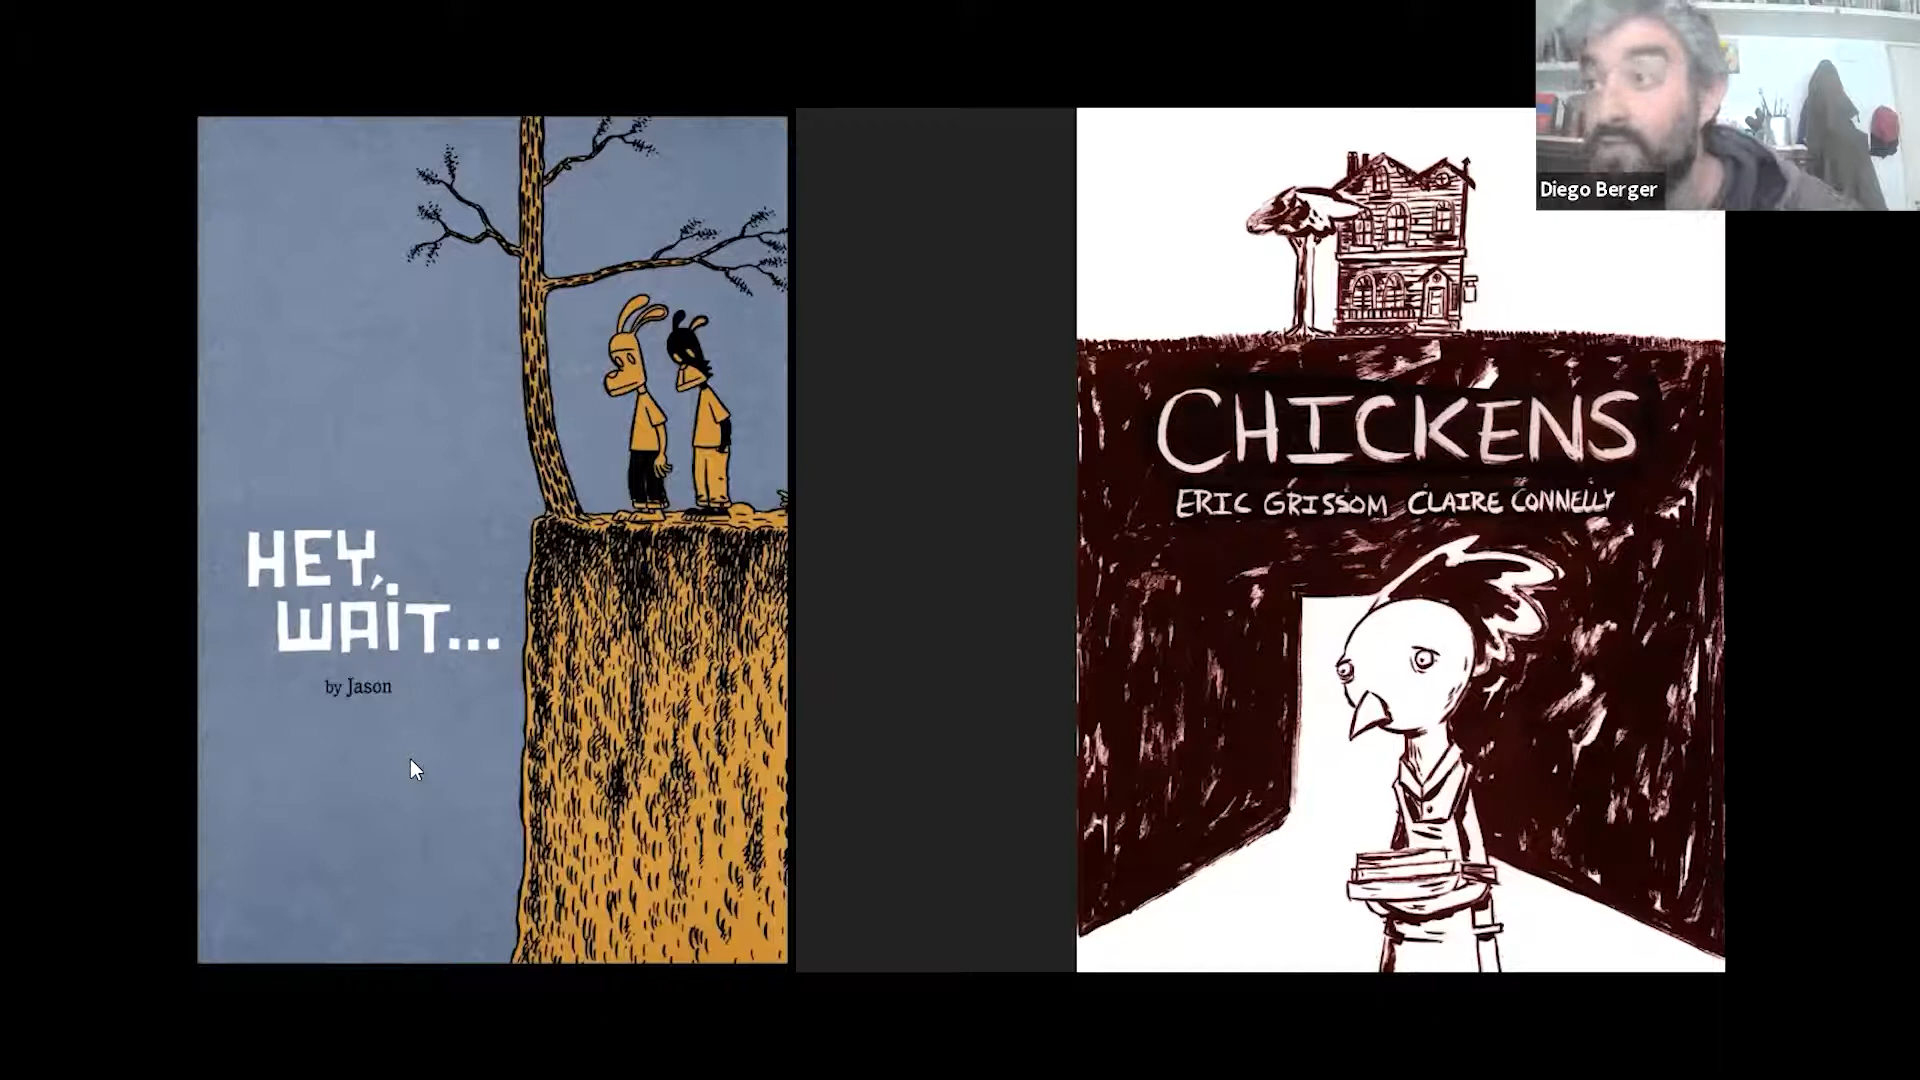 HEY,
WAIT...
by Jason
CHICKENS
ERIC GRISSOM CLAIRE CONNELLY
Diego Berger